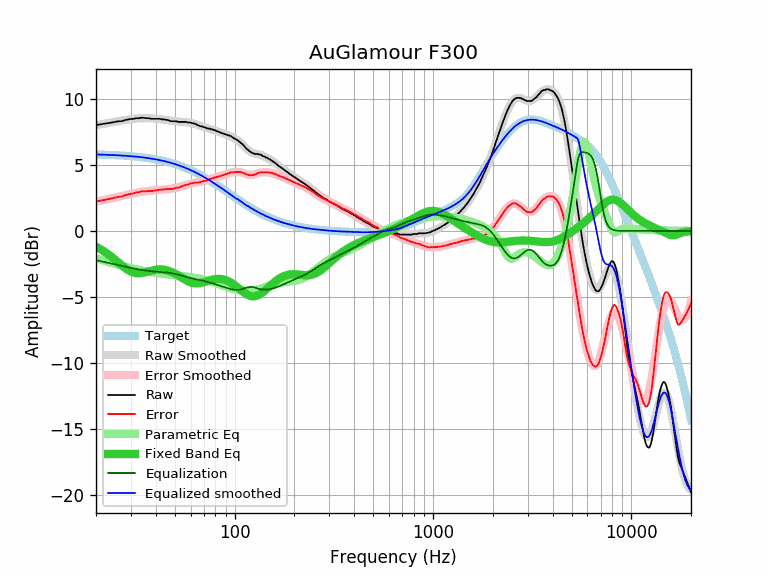 AuGlamour F300
Amplitude (dBr)
10
5
0
−5
−10
−15
−20
Target
Raw Smoothed
Error Smoothed
Raw
Error
Parametric Eq
Fixed Band Eq
Equalization
Equalized smoothed
100 1000 10000
Frequency (Hz)